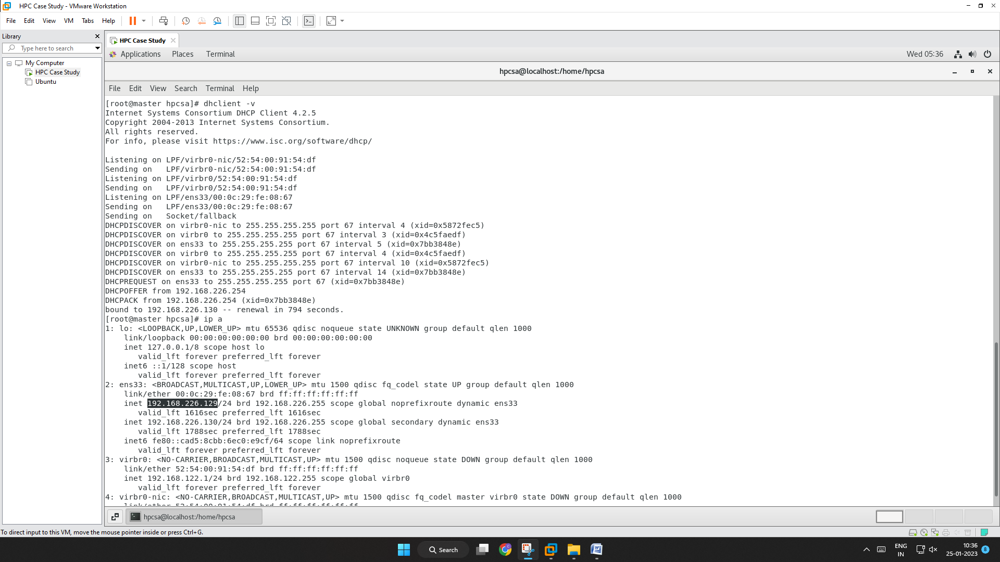 HPC Case Study - VMware Workstation
File Edit View VM Tabs Help
Library
Type here to search
My Computer
HPC Case Study
Ubuntu
HPC Case Study
Applications Places Terminal Wed 05:36
hpcsa@localhost:/home/hpcsa
File Edit View Search Terminal Help
[root@master hpcsa]# dhclient -v
Internet Systems Consortium DHCP Client 4.2.5
Copyright 2004-2013 Internet Systems Consortium.
All rights reserved.
For info, please visit https://www.isc.org/software/dhcp/
Listening on LPF/virbr0-nic/52:54:00:91:54:df
Sending on   LPF/virbr0-nic/52:54:00:91:54:df
Listening on LPF/virbr0/52:54:00:91:54:df
Sending on   LPF/virbr0/52:54:00:91:54:df
Listening on LPF/ens33/00:0c:29:fe:08:67
Sending on   LPF/ens33/00:0c:29:fe:08:67
Sending on   Socket/fallback
DHCPDISCOVER on virbr0-nic to 255.255.255.255 port 67 interval 4 (xid=0x5872fec5)
DHCPDISCOVER on virbr0 to 255.255.255.255 port 67 interval 3 (xid=0x4c5faedf)
DHCPDISCOVER on ens33 to 255.255.255.255 port 67 interval 5 (xid=0x7bb3848e)
DHCPDISCOVER on virbr0 to 255.255.255.255 port 67 interval 4 (xid=0x4c5faedf)
DHCPDISCOVER on virbr0-nic to 255.255.255.255 port 67 interval 10 (xid=0x5872fec5)
DHCPDISCOVER on ens33 to 255.255.255.255 port 67 interval 14 (xid=0x7bb3848e)
DHCPREQUEST on ens33 to 255.255.255.255 port 67 (xid=0x7bb3848e)
DHCPOFFER from 192.168.226.254
DHCPACK from 192.168.226.254 (xid=0x7bb3848e)
bound to 192.168.226.130 -- renewal in 794 seconds.
[root@master hpcsa]# ip a
1: lo: <LOOPBACK,UP,LOWER_UP> mtu 65536 qdisc noqueue state UNKNOWN group default qlen 1000
    link/loopback 00:00:00:00:00:00 brd 00:00:00:00:00:00
    inet 127.0.0.1/8 scope host lo
       valid_lft forever preferred_lft forever
    inet6 ::1/128 scope host
       valid_lft forever preferred_lft forever
2: ens33: <BROADCAST,MULTICAST,UP,LOWER_UP> mtu 1500 qdisc fq_codel state UP group default qlen 1000
    link/ether 00:0c:29:fe:08:67 brd ff:ff:ff:ff:ff:ff
    inet 192.168.226.129/24 brd 192.168.226.255 scope global noprefixroute dynamic ens33
       valid_lft 1616sec preferred_lft 1616sec
    inet 192.168.226.130/24 brd 192.168.226.255 scope global secondary dynamic ens33
       valid_lft 1788sec preferred_lft 1788sec
    inet6 fe80::cad5:8cbb:6ec0:e9cf/64 scope link noprefixroute
       valid_lft forever preferred_lft forever
3: virbr0: <NO-CARRIER,BROADCAST,MULTICAST,UP> mtu 1500 qdisc noqueue state DOWN group default qlen 1000
    link/ether 52:54:00:91:54:df brd ff:ff:ff:ff:ff:ff
    inet 192.168.122.1/24 brd 192.168.122.255 scope global virbr0
       valid_lft forever preferred_lft forever
4: virbr0-nic: <NO-CARRIER,BROADCAST,MULTICAST,UP> mtu 1500 qdisc fq_codel master virbr0 state DOWN group default qlen 1000
    link/ether 52:54:00:91:54:df brd ff:ff:ff:ff:ff:ff
hpcsa@localhost:/home/hpcsa
To direct input to this VM, move the mouse pointer inside or press Ctrl+G.
Search
ENG
IN
10:36
25-01-2023
8